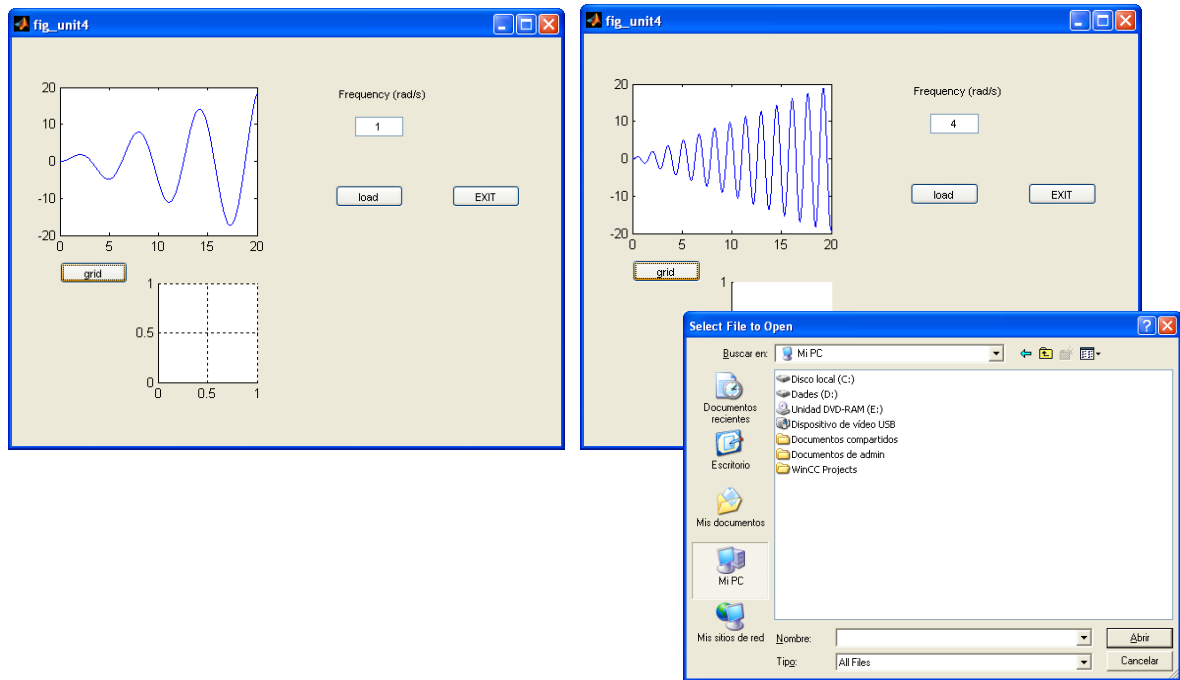 fig_unit4
20
10
0
-10
-20
0 5 10 15 20
Frequency (rad/s)
1
load
EXIT
grid
1
0.5
0
0 0.5 1
fig_unit4
20
10
0
-10
-20
0 5 10 15 20
Frequency (rad/s)
4
load
EXIT
grid
1
Select File to Open
Buscar en: Mi PC
Documentos recientes
Escritorio
Mis documentos
Mi PC
Mis sitios de red
Disco local (C:)
Dades (D:)
Unidad DVD-RAM (E:)
Dispositivo de vídeo USB
Documentos compartidos
Documentos de admin
WinCC Projects
Nombre:
Abrir
Tipo: All Files
Cancelar